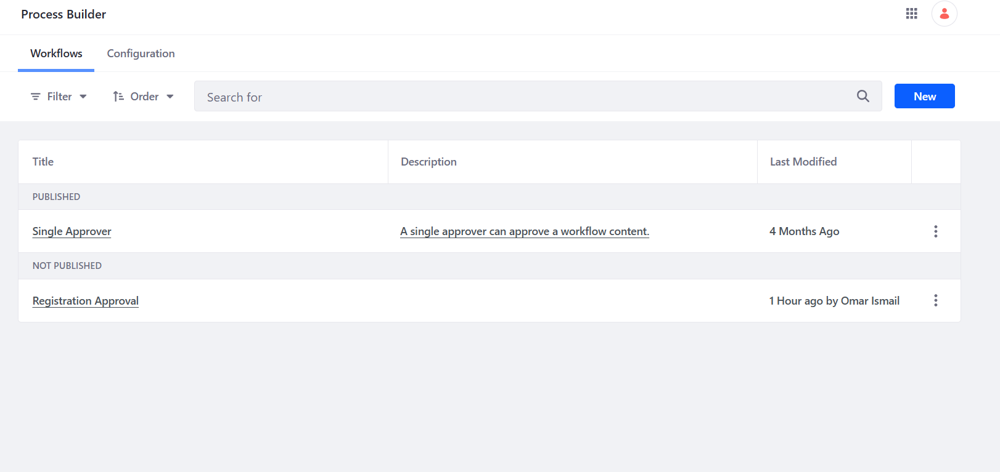 Process Builder
Workflows Configuration
Filter Order Search for New
Title Description Last Modified
PUBLISHED
Single Approver A single approver can approve a workflow content. 4 Months Ago
NOT PUBLISHED
Registration Approval 1 Hour ago by Omar Ismail